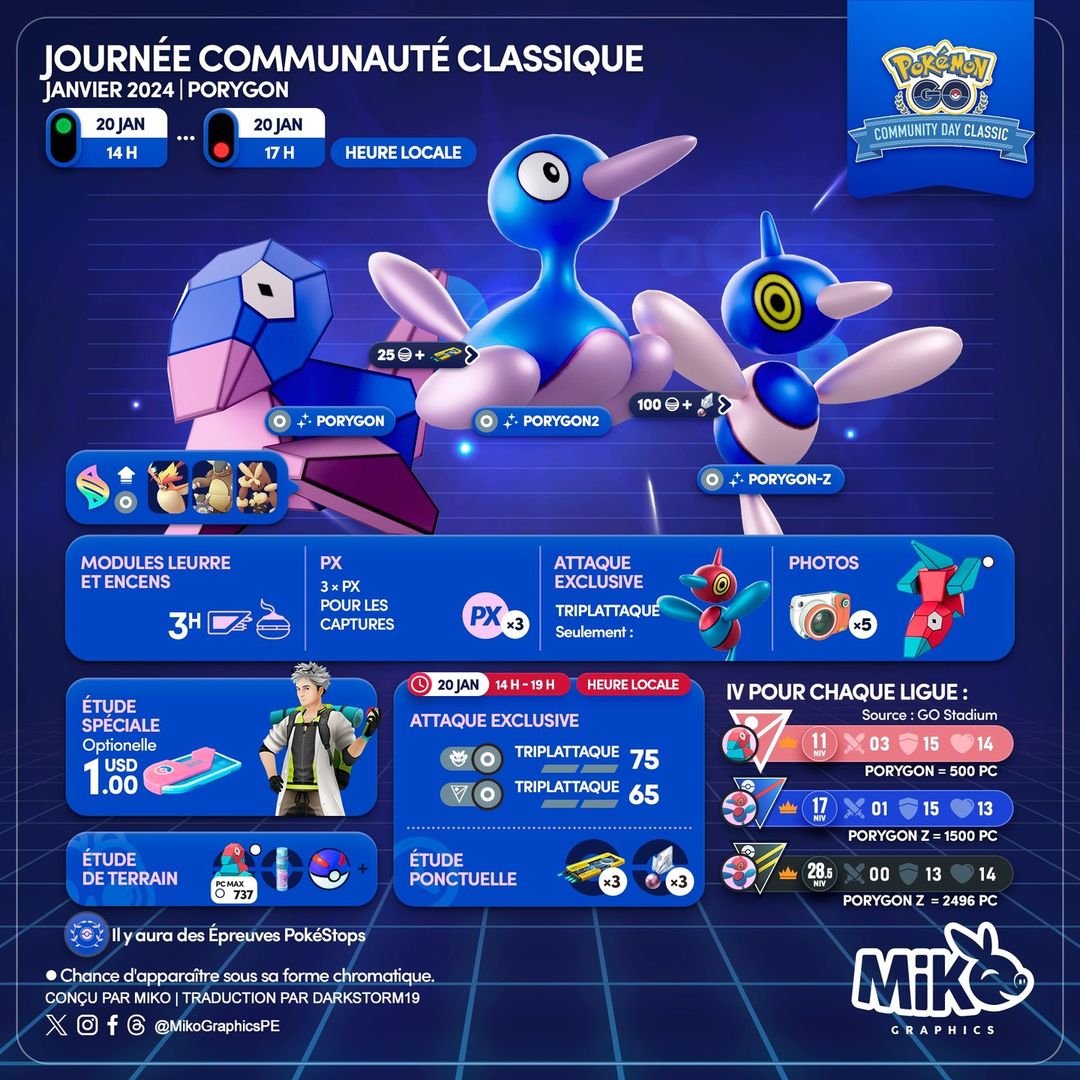 JOURNÉE COMMUNAUTÉ CLASSIQUE
JANVIER 2024 | PORYGON
20 JAN
14 H
...
20 JAN
17 H
HEURE LOCALE
POKéMON
GO
COMMUNITY DAY CLASSIC
25 +
100 +
PORYGON
PORYGON2
PORYGON-Z
MODULES LEURRE
ET ENCENS
3H
PX
3 × PX
POUR LES
CAPTURES
PX
×3
ATTAQUE
EXCLUSIVE
TRIPLATTAQUE
Seulement :
PHOTOS
×5
ÉTUDE
SPÉCIALE
Optionelle
1 USD
.00
20 JAN 14 H - 19 H HEURE LOCALE
ATTAQUE EXCLUSIVE
TRIPLATTAQUE 75
TRIPLATTAQUE 65
ÉTUDE
PONCTUELLE
×3
×3
IV POUR CHAQUE LIGUE :
Source : GO Stadium
11 NIV 03 15 14
PORYGON = 500 PC
17 NIV 01 15 13
PORYGON Z = 1500 PC
28.5 NIV 00 13 14
PORYGON Z = 2496 PC
ÉTUDE
DE TERRAIN
PC MAX
737
+
Il y aura des Épreuves PokéStops
Chance d'apparaître sous sa forme chromatique.
CONÇU PAR MIKO | TRADUCTION PAR DARKSTORM19
@MikoGraphicsPE
MiKO
GRAPHICS